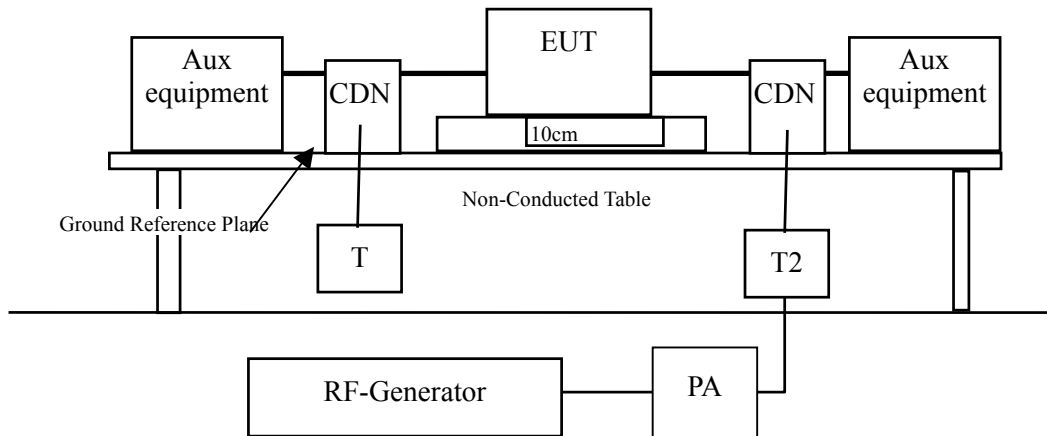 EUT
Aux
equipment
CDN
CDN
Aux
equipment
10cm
Non-Conducted Table
Ground Reference Plane
T
T2
RF-Generator
PA